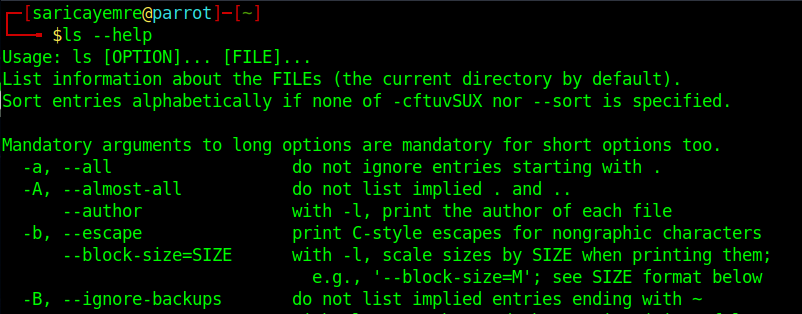 ┌─[saricayemre@parrot]─[~]
└──╼ $ls --help
Usage: ls [OPTION]... [FILE]...
List information about the FILEs (the current directory by default).
Sort entries alphabetically if none of -cftuvSUX nor --sort is specified.

Mandatory arguments to long options are mandatory for short options too.
  -a, --all                  do not ignore entries starting with .
  -A, --almost-all           do not list implied . and ..
      --author               with -l, print the author of each file
  -b, --escape               print C-style escapes for nongraphic characters
      --block-size=SIZE      with -l, scale sizes by SIZE when printing them;
                               e.g., '--block-size=M'; see SIZE format below
  -B, --ignore-backups       do not list implied entries ending with ~